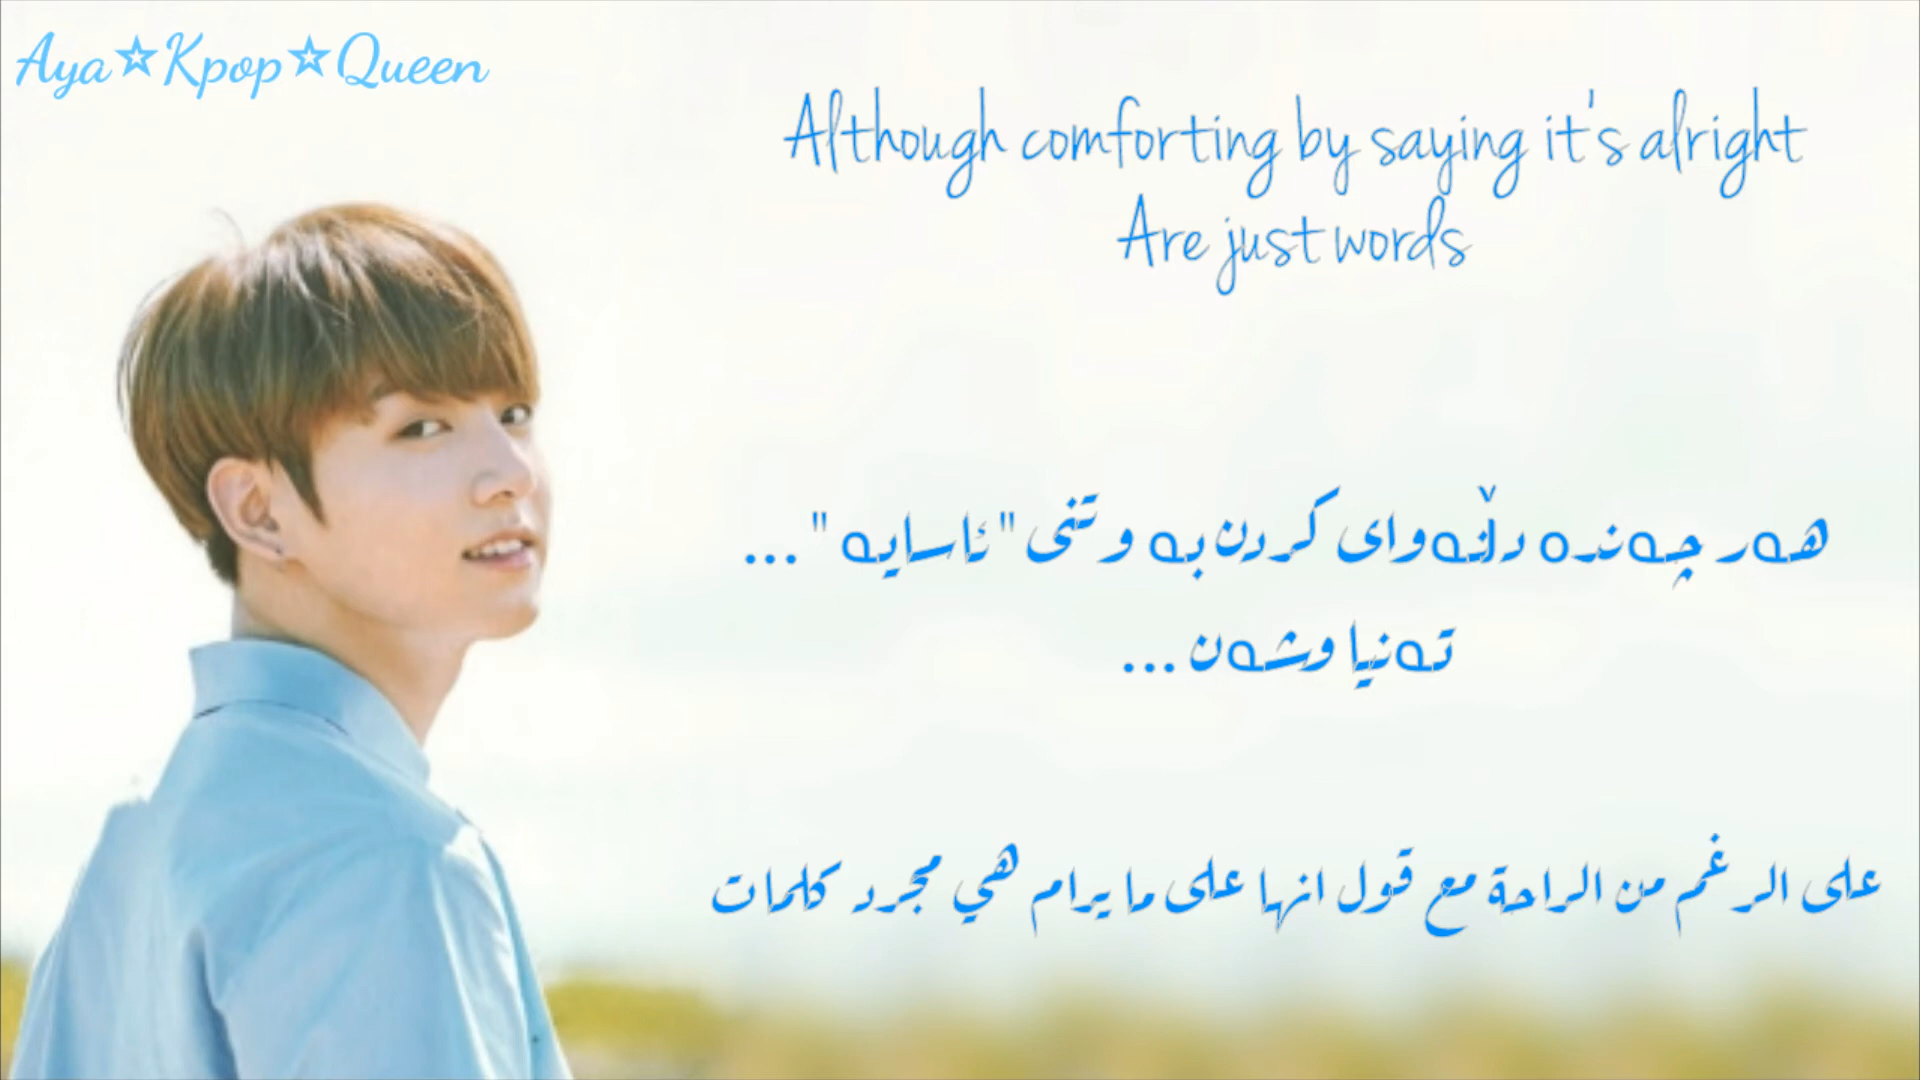 Aya☆Kpop☆Queen
Although comforting by saying it's alright
Are just words
هەر چەندە دڵنەوای کردن بە وتنی "ئاسایە" ...
تەنیا وشەن ...
على الرغم من الراحة مع قول انها على ما يرام هي مجرد كلمات